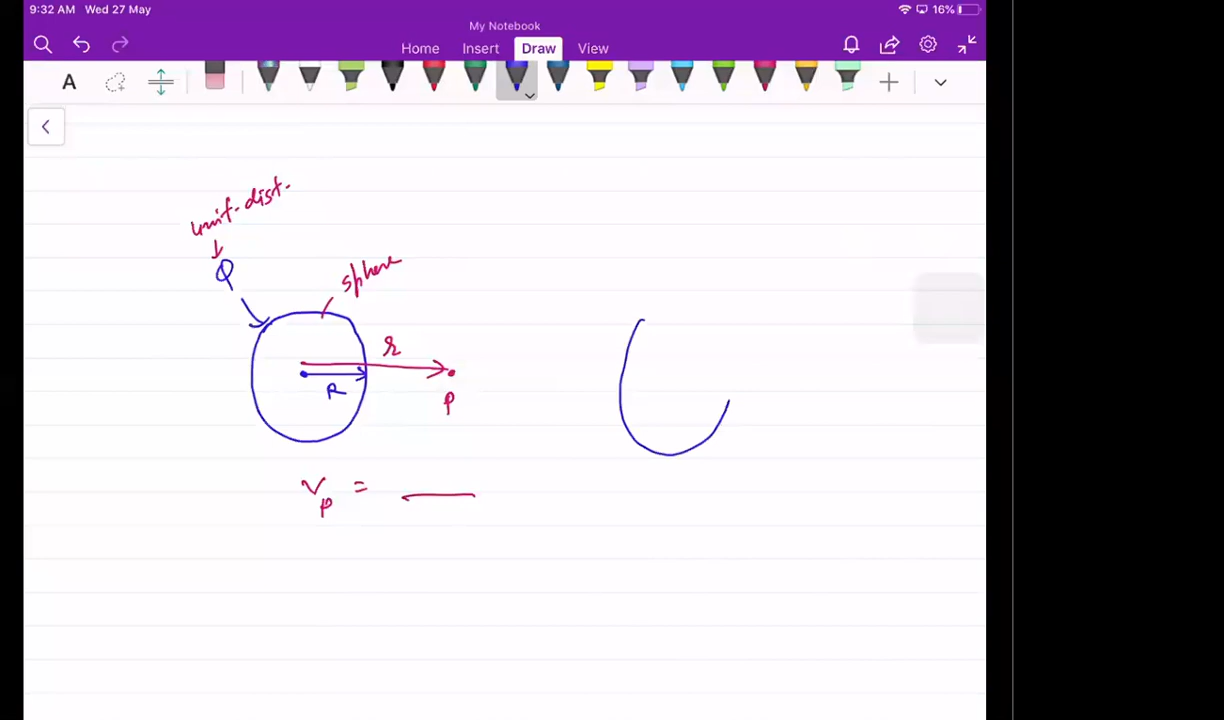 9:32 AM Wed 27 May
16%
My Notebook
Home Insert Draw View
A
unif. dist.
Q
sphere
r
R
P
V
P =